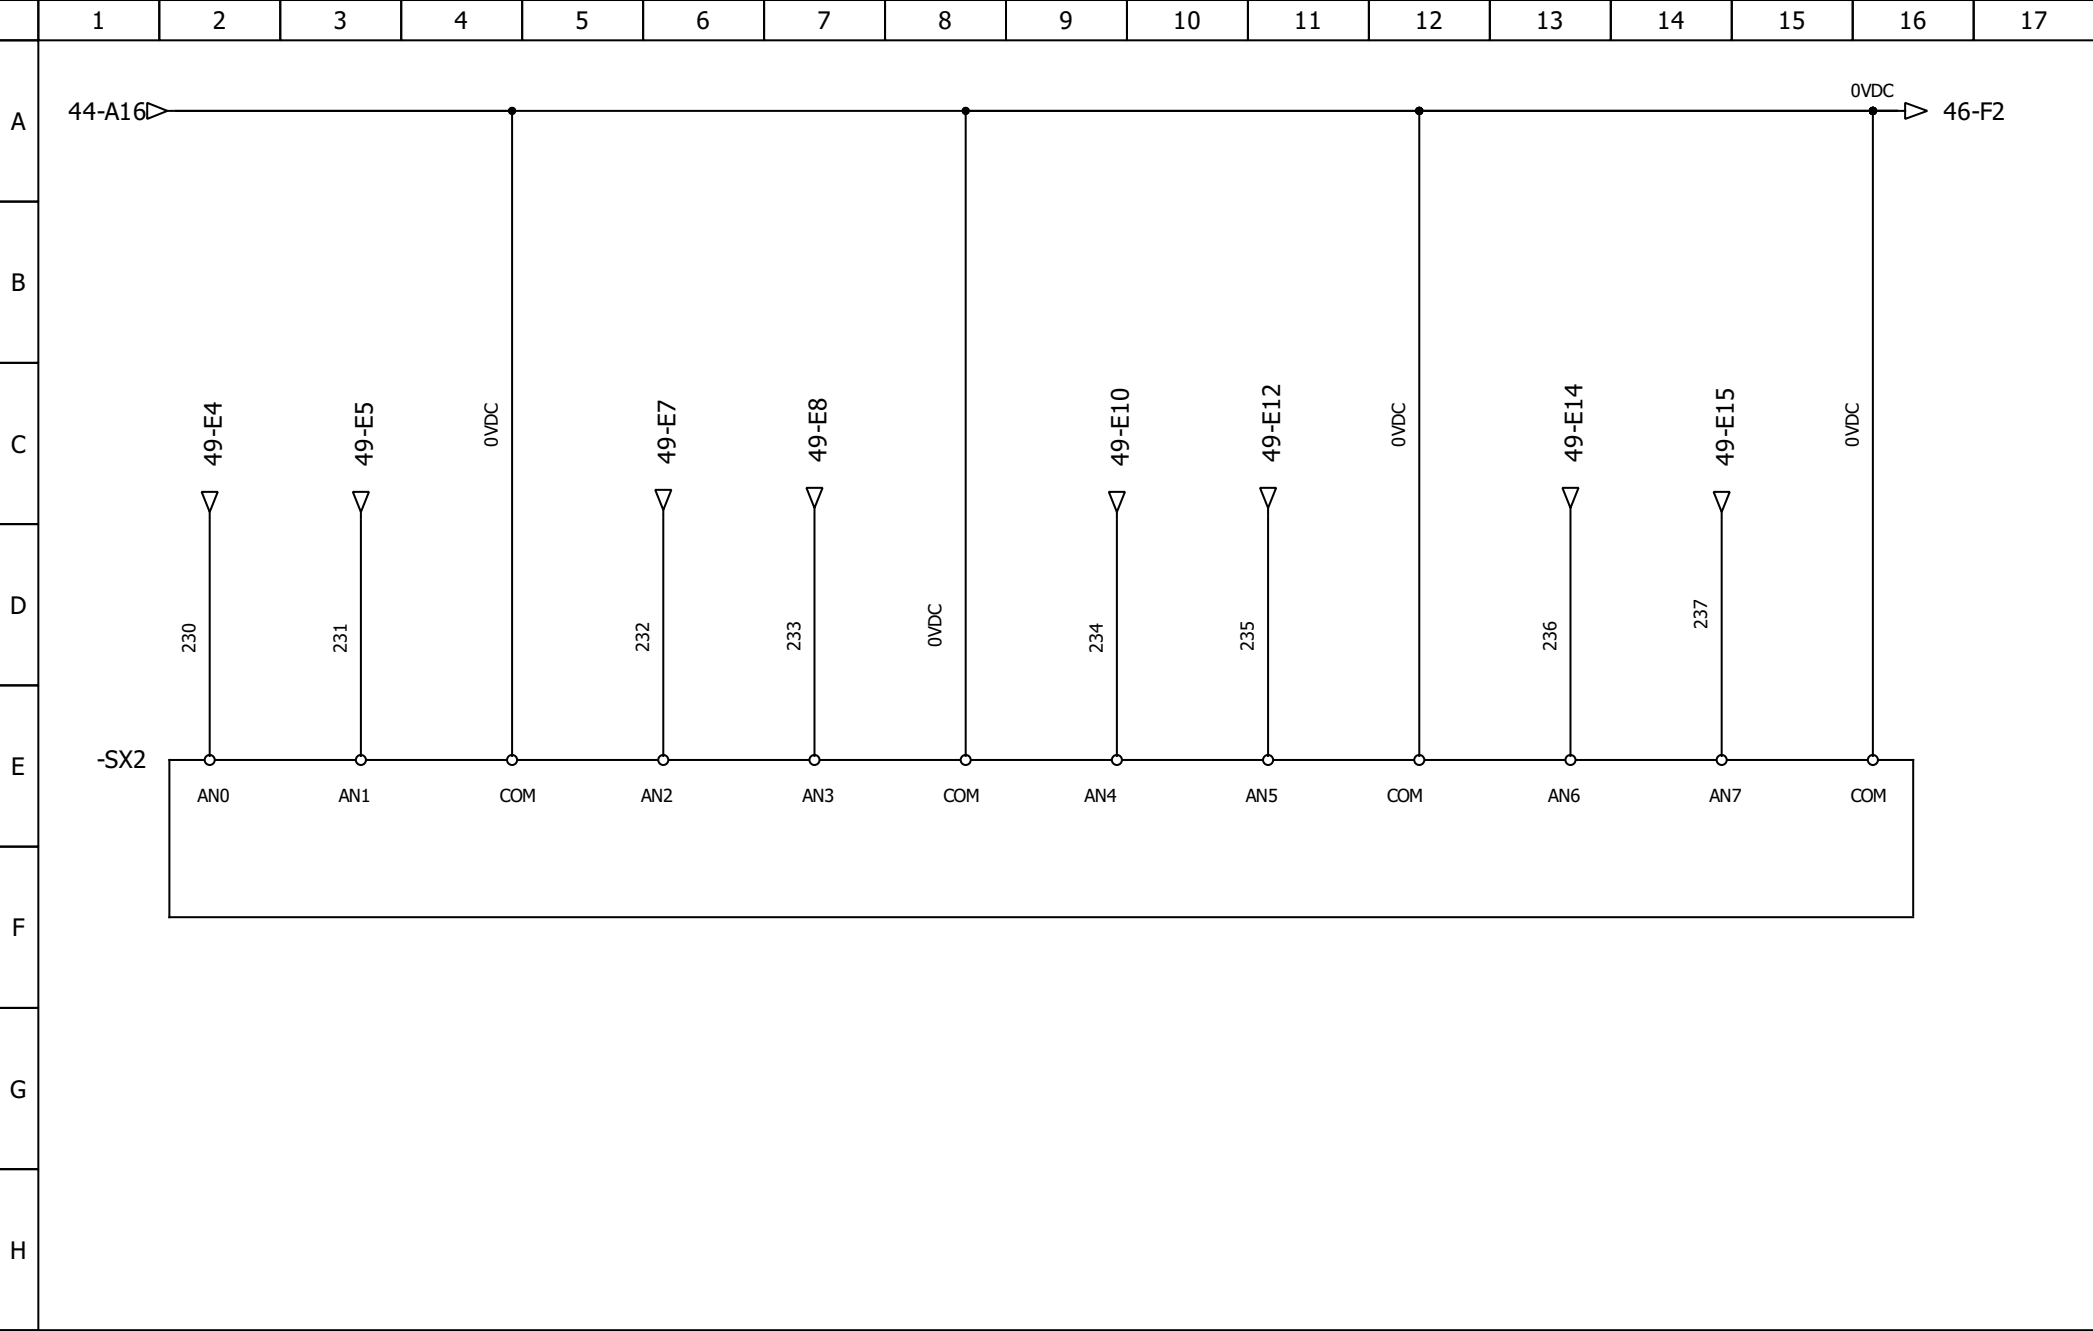 1 2 3 4 5 6 7 8 9 10 11 12 13 14 15 16 17
A
44-A16
0VDC
46-F2
B
C
49-E4
49-E5
0VDC
49-E7
49-E8
49-E10
49-E12
0VDC
49-E14
49-E15
0VDC
D
230
231
232
233
0VDC
234
235
236
237
E
-SX2
AN0 AN1 COM AN2 AN3 COM AN4 AN5 COM AN6 AN7 COM
F
G
H